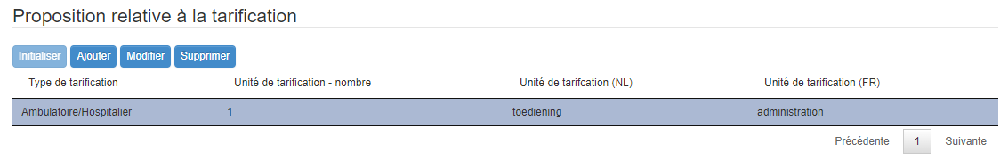 Proposition relative à la tarification
Initialiser Ajouter Modifier Supprimer
Type de tarification Unité de tarification - nombre Unité de tarifcation (NL) Unité de tarification (FR)
Ambulatoire/Hospitalier 1 toediening administration
Précédente 1 Suivante